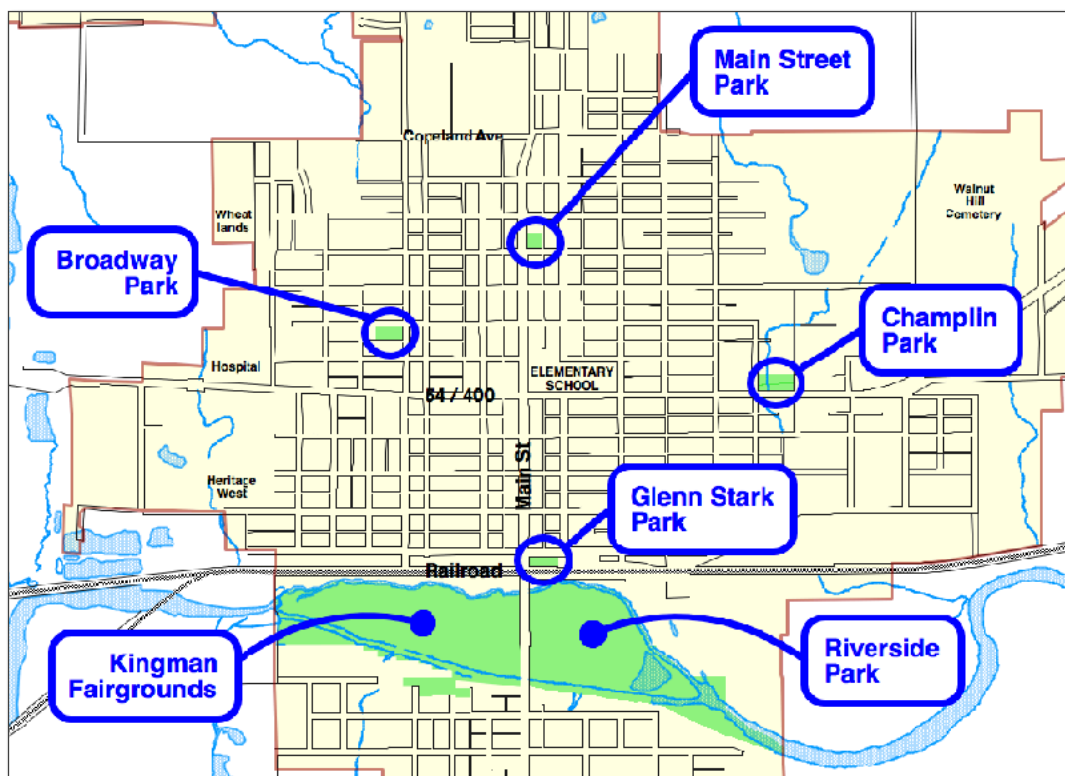 Main Street
Park
Copeland Ave
Walnut
Hill
Cemetery
Wheat
lands
Broadway
Park
Champlin
Park
Hospital
ELEMENTARY
SCHOOL
54 / 400
Main St
Heritage
West
Glenn Stark
Park
Railroad
Kingman
Fairgrounds
Riverside
Park